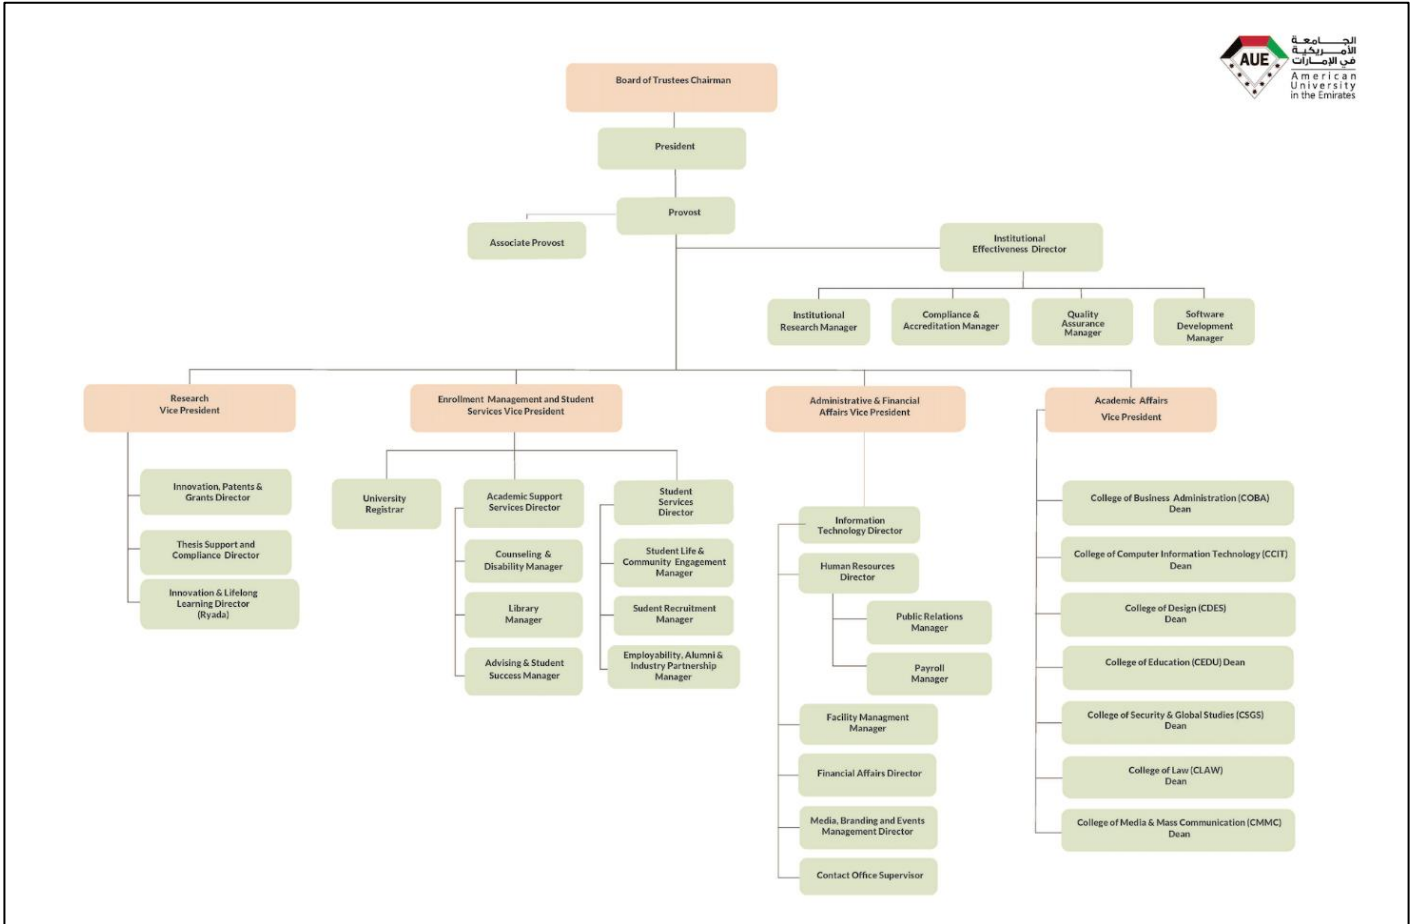 الجامعة
الأمريكية
في الإمارات
AUE
American
University
in the Emirates
Board of Trustees Chairman
President
Provost
Associate Provost
Institutional
Effectiveness Director
Institutional
Research Manager
Compliance &
Accreditation Manager
Quality
Assurance
Manager
Software
Development
Manager
Research
Vice President
Enrollment Management and Student
Services Vice President
Administrative & Financial
Affairs Vice President
Academic Affairs
Vice President
Innovation, Patents &
Grants Director
Thesis Support and
Compliance Director
Innovation & Lifelong
Learning Director
(Ryada)
University
Registrar
Academic Support
Services Director
Counseling &
Disability Manager
Library
Manager
Advising & Student
Success Manager
Student
Services
Director
Student Life &
Community Engagement
Manager
Sudent Recruitment
Manager
Employability, Alumni &
Industry Partnership
Manager
Information
Technology Director
Human Resources
Director
Public Relations
Manager
Payroll
Manager
Facility Managment
Manager
Financial Affairs Director
Media, Branding and Events
Management Director
Contact Office Supervisor
College of Business Administration (COBA)
Dean
College of Computer Information Technology (CCIT)
Dean
College of Design (CDES)
Dean
College of Education (CEDU) Dean
College of Security & Global Studies (CSGS)
Dean
College of Law (CLAW)
Dean
College of Media & Mass Communication (CMMC)
Dean